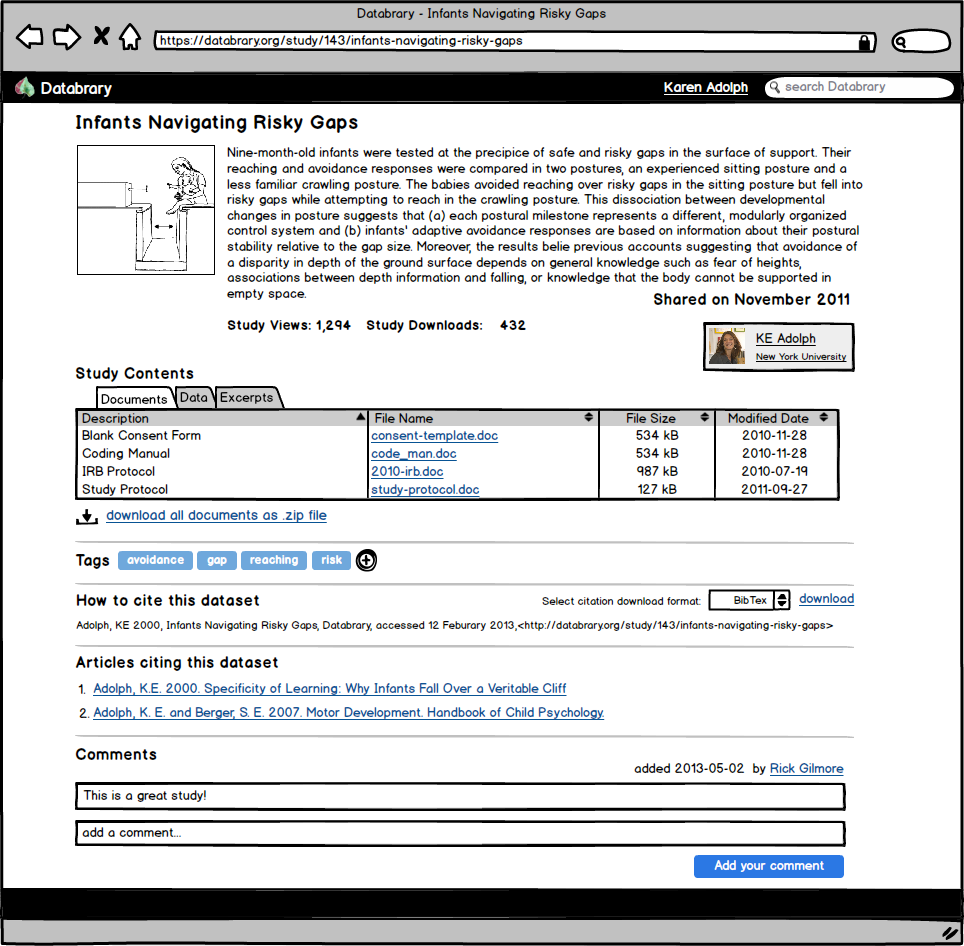 Databrary - Infants Navigating Risky Gaps
https://databrary.org/study/143/infants-navigating-risky-gaps
Databrary
Karen Adolph
search Databrary
Infants Navigating Risky Gaps
Nine-month-old infants were tested at the precipice of safe and risky gaps in the surface of support. Their
reaching and avoidance responses were compared in two postures, an experienced sitting posture and a
less familiar crawling posture. The babies avoided reaching over risky gaps in the sitting posture but fell into
risky gaps while attempting to reach in the crawling posture. This dissociation between developmental
changes in posture suggests that (a) each postural milestone represents a different, modularly organized
control system and (b) infants' adaptive avoidance responses are based on information about their postural
stability relative to the gap size. Moreover, the results belie previous accounts suggesting that avoidance of
a disparity in depth of the ground surface depends on general knowledge such as fear of heights,
associations between depth information and falling, or knowledge that the body cannot be supported in
empty space.
Shared on November 2011
Study Views: 1,294 Study Downloads: 432
KE Adolph
New York University
Study Contents
Documents Data Excerpts
Description File Name File Size Modified Date
Blank Consent Form consent-template.doc 534 kB 2010-11-28
Coding Manual code_man.doc 534 kB 2010-11-28
IRB Protocol 2010-irb.doc 987 kB 2010-07-19
Study Protocol study-protocol.doc 127 kB 2011-09-27
download all documents as .zip file
Tags avoidance gap reaching risk
How to cite this dataset
Select citation download format: BibTex download
Adolph, KE 2000, Infants Navigating Risky Gaps, Databrary, accessed 12 Feburary 2013,<http://databrary.org/study/143/infants-navigating-risky-gaps>
Articles citing this dataset
1. Adolph, K.E. 2000. Specificity of Learning: Why Infants Fall Over a Veritable Cliff
2. Adolph, K. E. and Berger, S. E. 2007. Motor Development. Handbook of Child Psychology.
Comments
added 2013-05-02 by Rick Gilmore
This is a great study!
add a comment...
Add your comment